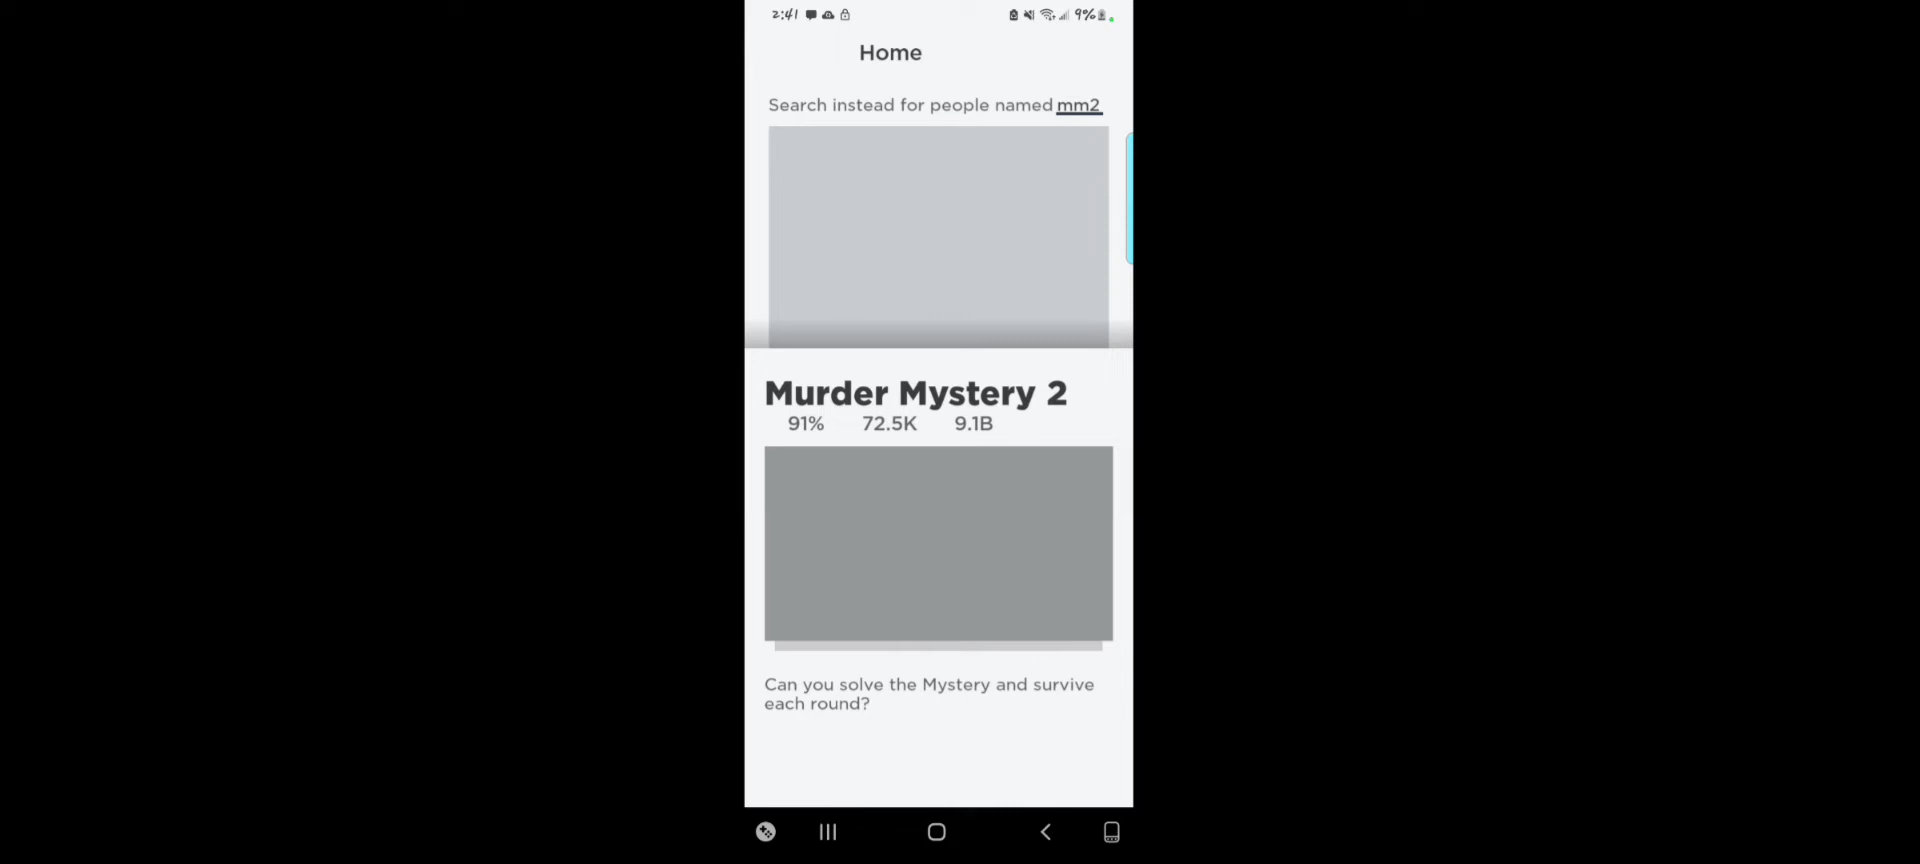 2:41 9%
Home
Search instead for people named mm2
Murder Mystery 2
91% 72.5K 9.1B
Can you solve the Mystery and survive
each round?